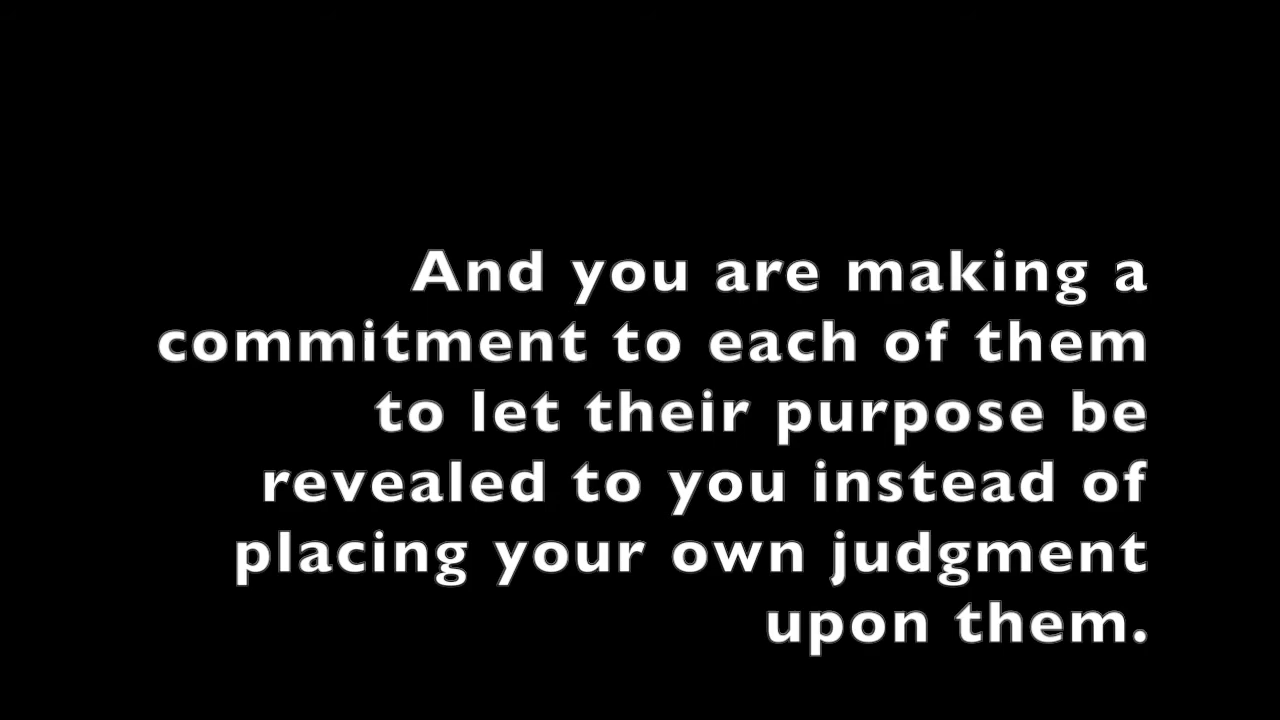 And you are making a
commitment to each of them
to let their purpose be
revealed to you instead of
placing your own judgment
upon them.